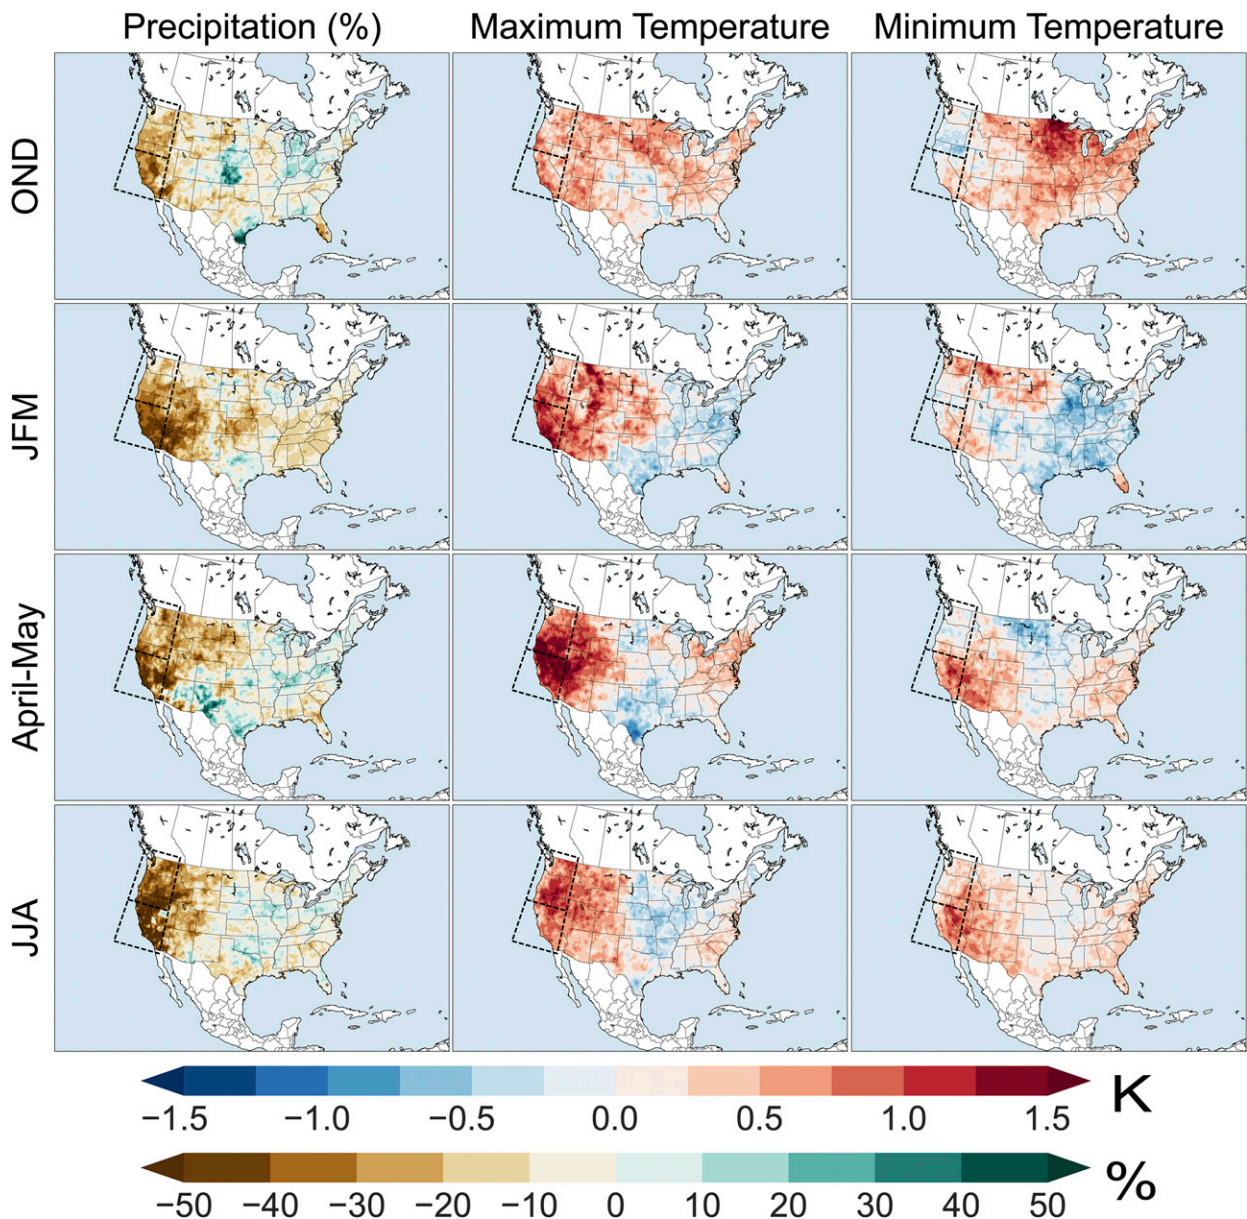 Precipitation (%) Maximum Temperature Minimum Temperature
OND
JFM
April-May
JJA
−1.5 −1.0 −0.5 0.0 0.5 1.0 1.5 K
−50 −40 −30 −20 −10 0 10 20 30 40 50 %